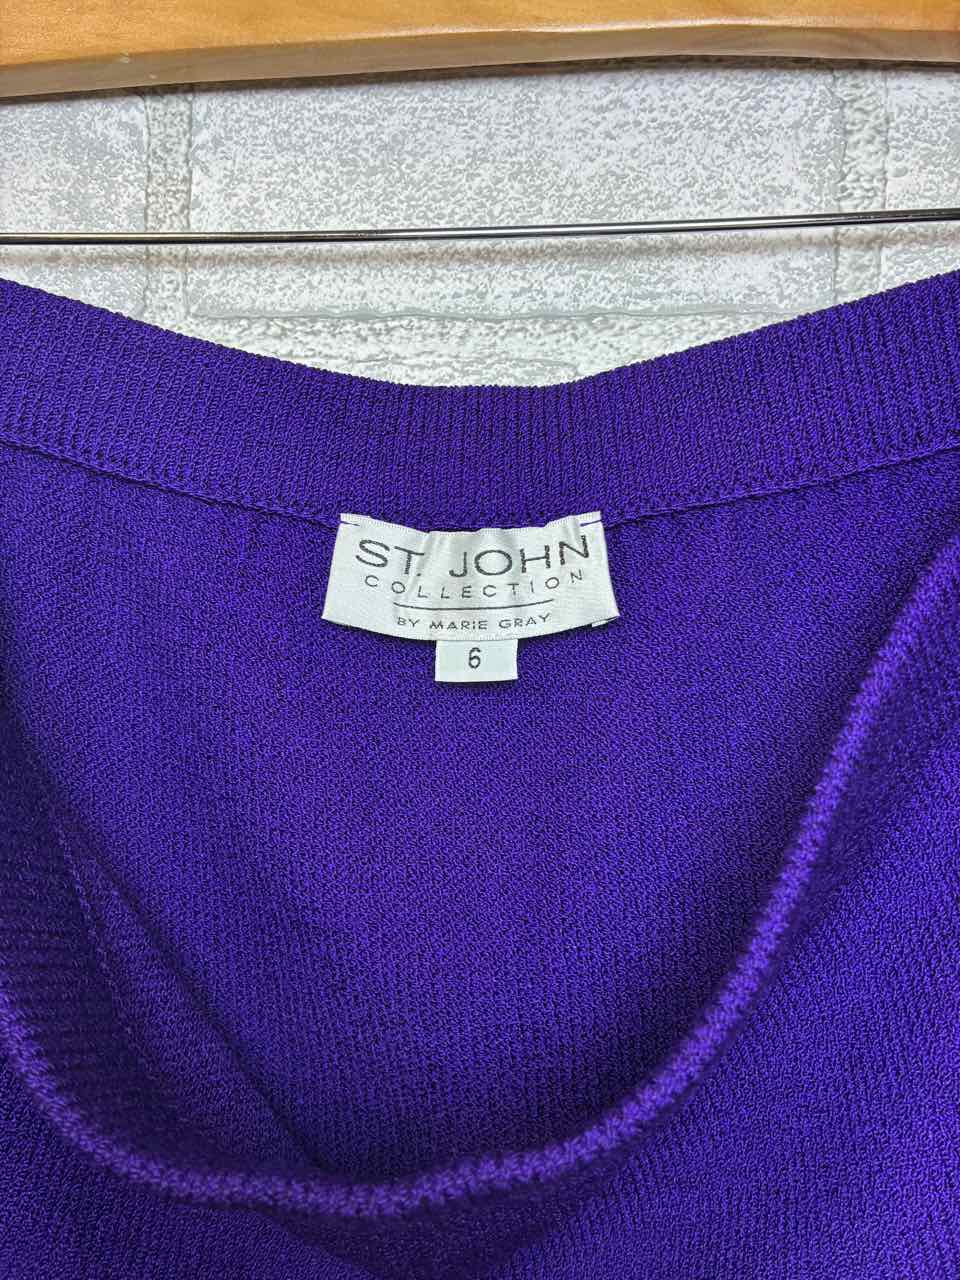 ST. JOHN
COLLECTION
BY MARIE GRAY
6